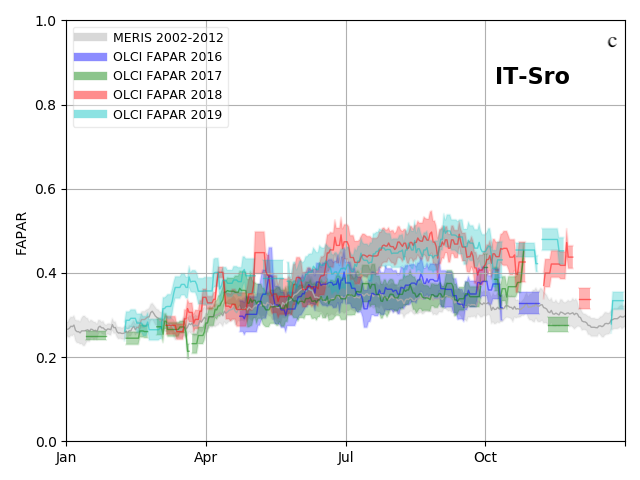 1.0
0.8
0.6
0.4
0.2
0.0
FAPAR
MERIS 2002-2012
OLCI FAPAR 2016
OLCI FAPAR 2017
OLCI FAPAR 2018
OLCI FAPAR 2019
c
IT-Sro
Jan
Apr
Jul
Oct